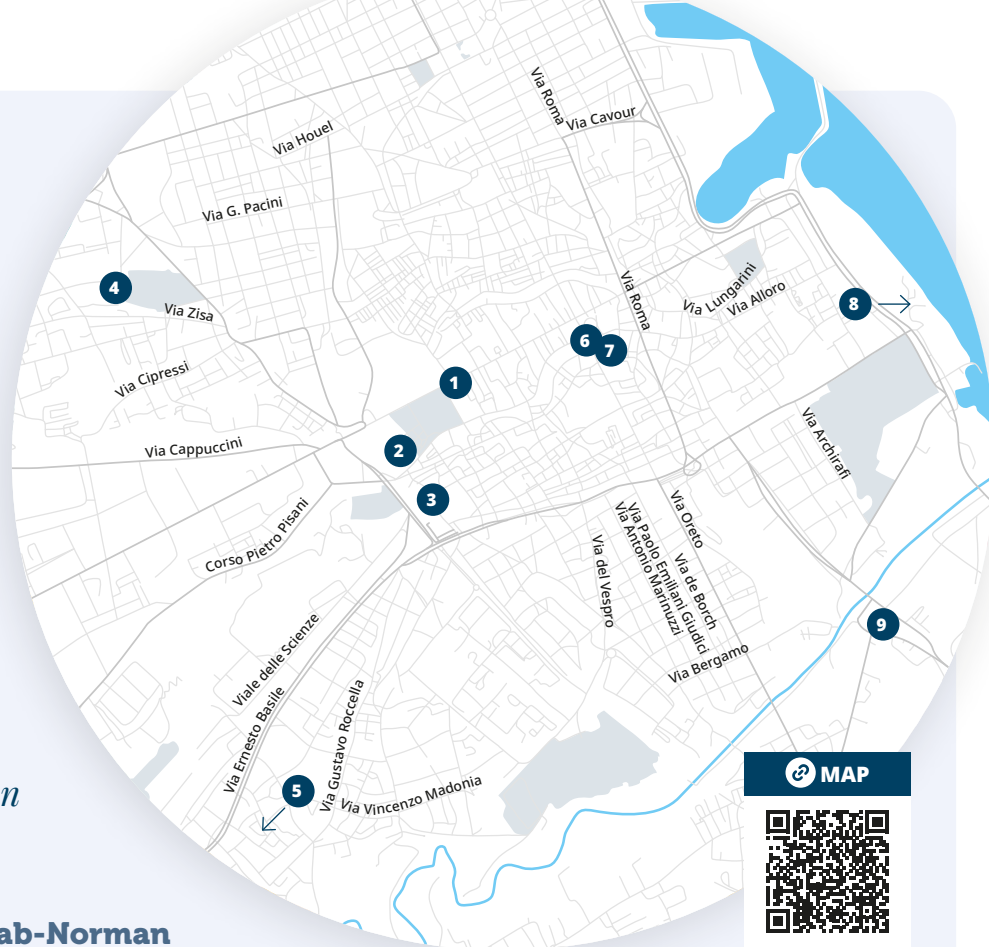 Via Roma
Via Cavour
Via Houel
Via G. Pacini
4
Via Zisa
Via Roma
Via Lungarini
Via Alloro
8
6
7
1
Via Cipressi
Via Archirafi
Via Cappuccini
2
3
Corso Pietro Pisani
Via Oreto
Via Paolo Emiliani Giudici
Via Antonio Marinuzzi
Via del Vespro
Via de Borch
9
Viale delle Scienze
Via Bergamo
Via Ernesto Basile
Via Gustavo Roccella
5
Via Vincenzo Madonia
MAP
n
ab-Norman